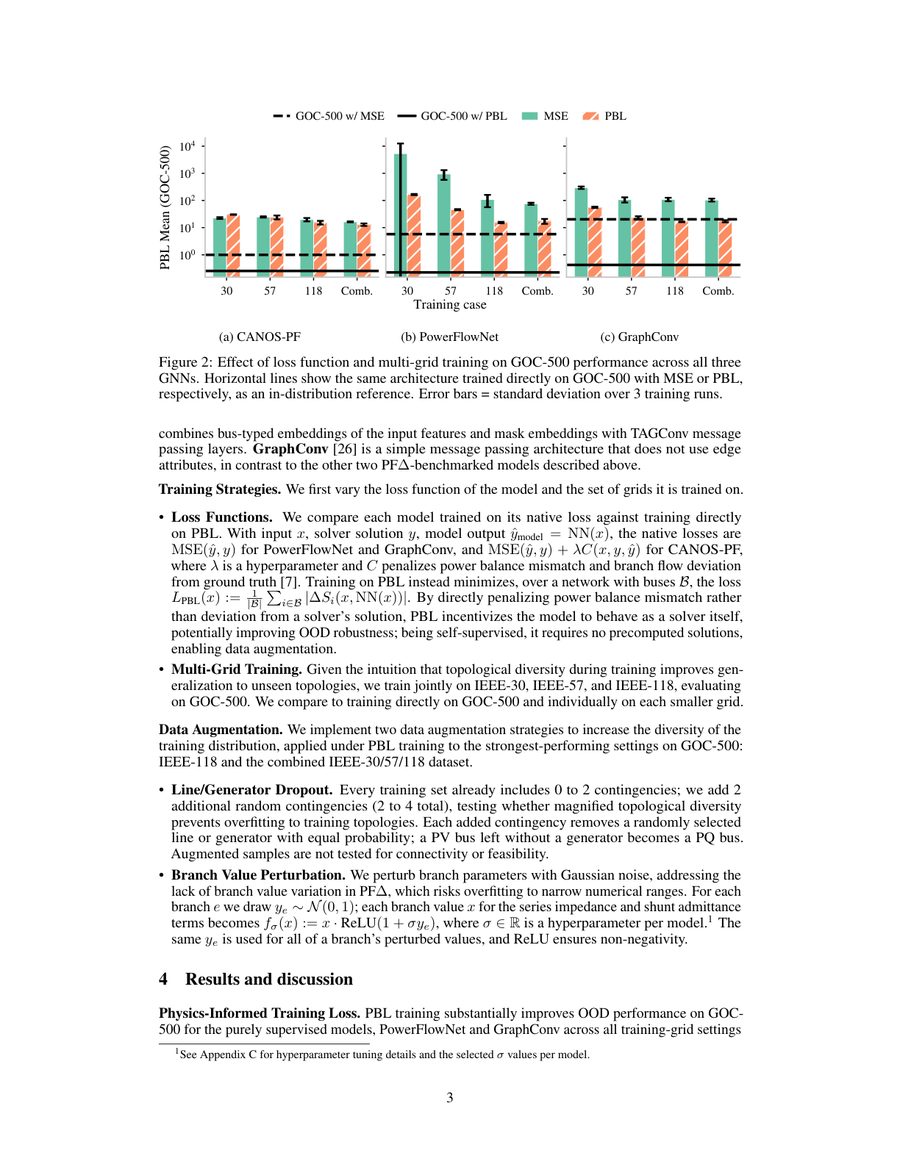 GOC-500 w/ MSE GOC-500 w/ PBL MSE PBL
PBL Mean (GOC-500)
10⁴
10³
10²
10¹
10⁰
30 57 118 Comb. 30 57 118 Comb. 30 57 118 Comb.
Training case
(a) CANOS-PF (b) PowerFlowNet (c) GraphConv
Figure 2: Effect of loss function and multi-grid training on GOC-500 performance across all three
GNNs. Horizontal lines show the same architecture trained directly on GOC-500 with MSE or PBL,
respectively, as an in-distribution reference. Error bars = standard deviation over 3 training runs.
combines bus-typed embeddings of the input features and mask embeddings with TAGConv message
passing layers. GraphConv [26] is a simple message passing architecture that does not use edge
attributes, in contrast to the other two PFΔ-benchmarked models described above.
Training Strategies. We first vary the loss function of the model and the set of grids it is trained on.
• Loss Functions. We compare each model trained on its native loss against training directly
on PBL. With input x, solver solution y, model output ŷ_model = NN(x), the native losses are
MSE(ŷ, y) for PowerFlowNet and GraphConv, and MSE(ŷ, y) + λC(x, y, ŷ) for CANOS-PF,
where λ is a hyperparameter and C penalizes power balance mismatch and branch flow deviation
from ground truth [7]. Training on PBL instead minimizes, over a network with buses ℬ, the loss
L_PBL(x) := 1/|ℬ| ∑_{i∈ℬ} |ΔS_i(x, NN(x))|. By directly penalizing power balance mismatch rather
than deviation from a solver's solution, PBL incentivizes the model to behave as a solver itself,
potentially improving OOD robustness; being self-supervised, it requires no precomputed solutions,
enabling data augmentation.
• Multi-Grid Training. Given the intuition that topological diversity during training improves gen-
eralization to unseen topologies, we train jointly on IEEE-30, IEEE-57, and IEEE-118, evaluating
on GOC-500. We compare to training directly on GOC-500 and individually on each smaller grid.
Data Augmentation. We implement two data augmentation strategies to increase the diversity of the
training distribution, applied under PBL training to the strongest-performing settings on GOC-500:
IEEE-118 and the combined IEEE-30/57/118 dataset.
• Line/Generator Dropout. Every training set already includes 0 to 2 contingencies; we add 2
additional random contingencies (2 to 4 total), testing whether magnified topological diversity
prevents overfitting to training topologies. Each added contingency removes a randomly selected
line or generator with equal probability; a PV bus left without a generator becomes a PQ bus.
Augmented samples are not tested for connectivity or feasibility.
• Branch Value Perturbation. We perturb branch parameters with Gaussian noise, addressing the
lack of branch value variation in PFΔ, which risks overfitting to narrow numerical ranges. For each
branch e we draw y_e ∼ 𝒩(0, 1); each branch value x for the series impedance and shunt admittance
terms becomes f_σ(x) := x · ReLU(1 + σy_e), where σ ∈ ℝ is a hyperparameter per model.¹ The
same y_e is used for all of a branch's perturbed values, and ReLU ensures non-negativity.
4 Results and discussion
Physics-Informed Training Loss. PBL training substantially improves OOD performance on GOC-
500 for the purely supervised models, PowerFlowNet and GraphConv across all training-grid settings
¹See Appendix C for hyperparameter tuning details and the selected σ values per model.
3